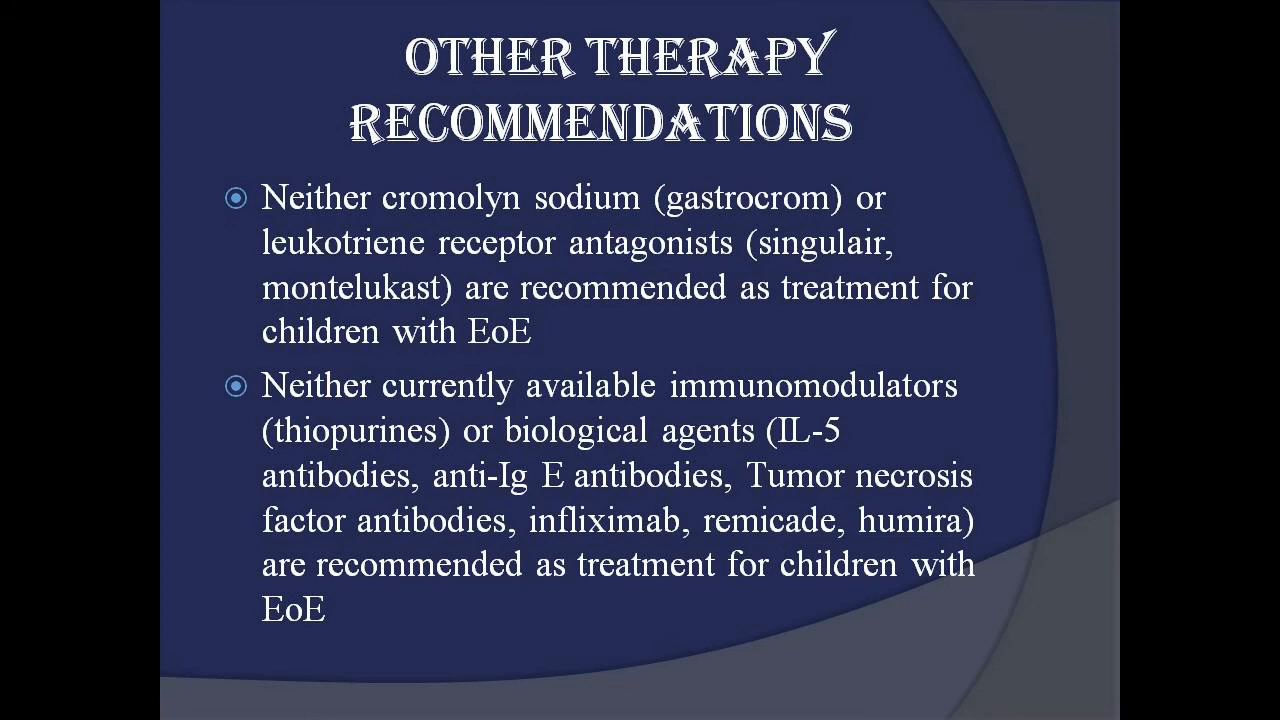 OTHER THERAPY
RECOMMENDATIONS
Neither cromolyn sodium (gastrocrom) or
leukotriene receptor antagonists (singulair,
montelukast) are recommended as treatment for
children with EoE
Neither currently available immunomodulators
(thiopurines) or biological agents (IL-5
antibodies, anti-Ig E antibodies, Tumor necrosis
factor antibodies, infliximab, remicade, humira)
are recommended as treatment for children with
EoE